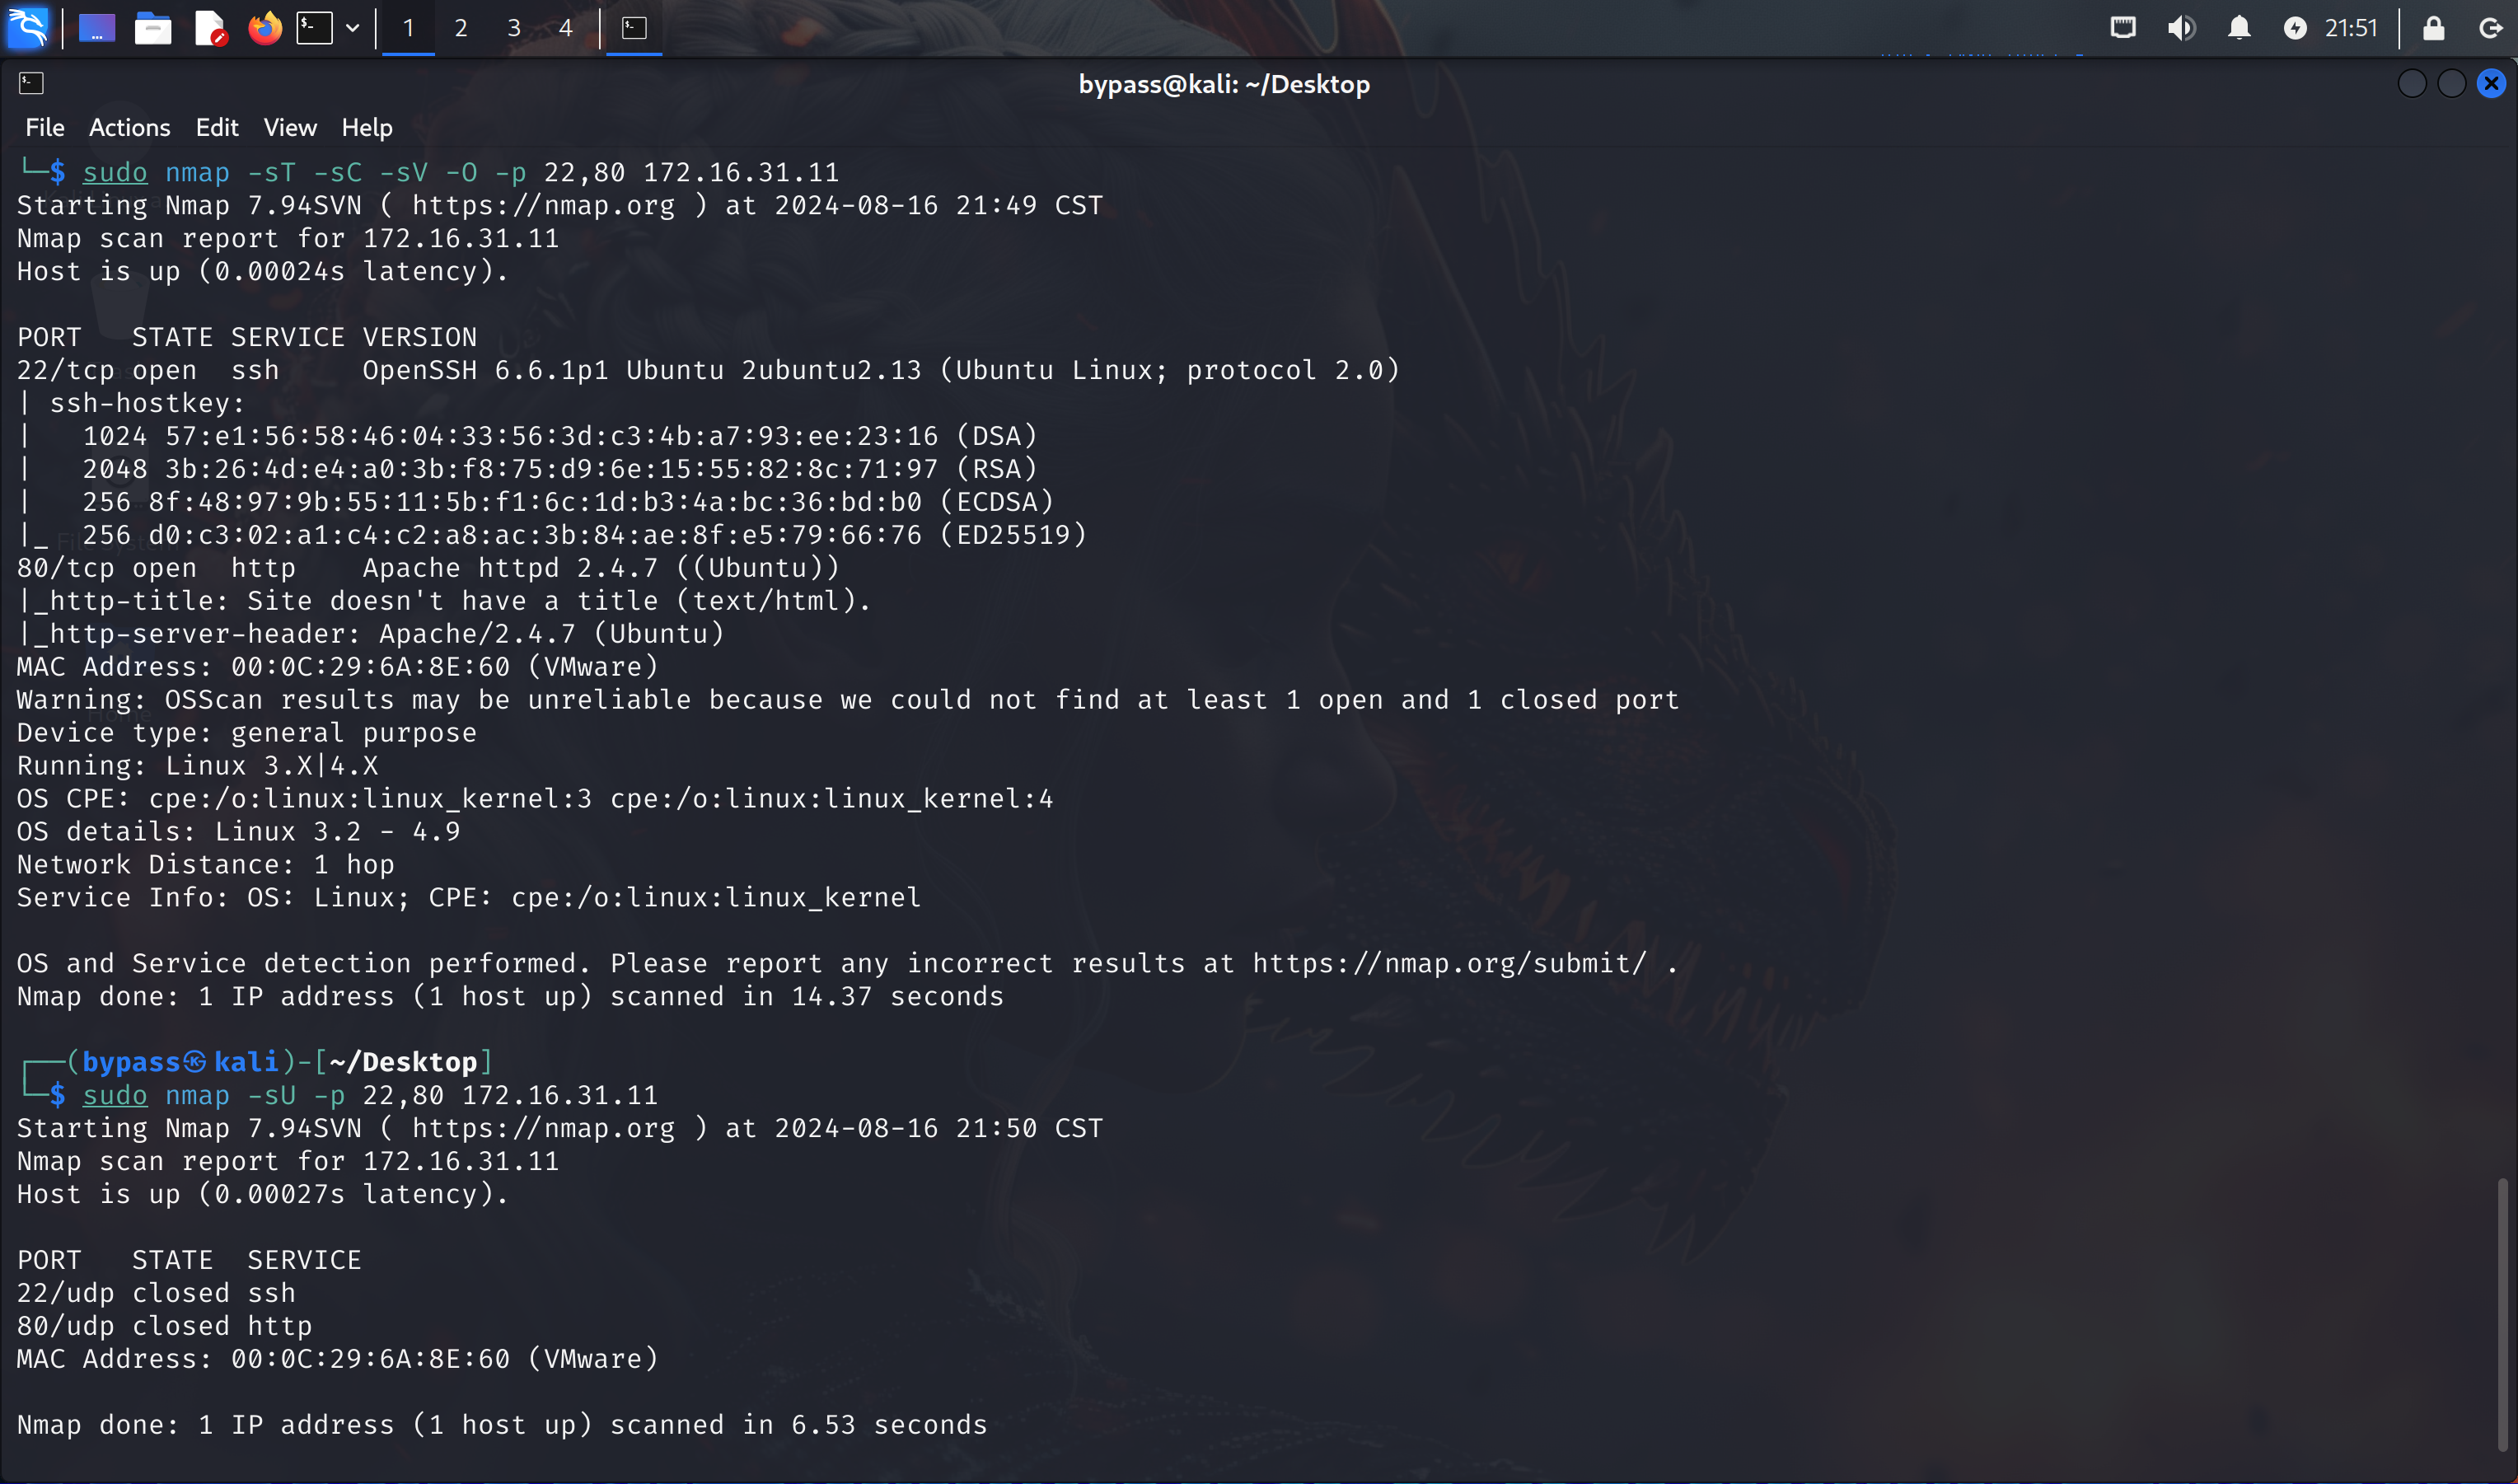 1 2 3 4 21:51
bypass@kali: ~/Desktop
File Actions Edit View Help
└─$ sudo nmap -sT -sC -sV -O -p 22,80 172.16.31.11
Starting Nmap 7.94SVN ( https://nmap.org ) at 2024-08-16 21:49 CST
Nmap scan report for 172.16.31.11
Host is up (0.00024s latency).
PORT   STATE SERVICE VERSION
22/tcp open  ssh     OpenSSH 6.6.1p1 Ubuntu 2ubuntu2.13 (Ubuntu Linux; protocol 2.0)
| ssh-hostkey:
|   1024 57:e1:56:58:46:04:33:56:3d:c3:4b:a7:93:ee:23:16 (DSA)
|   2048 3b:26:4d:e4:a0:3b:f8:75:d9:6e:15:55:82:8c:71:97 (RSA)
|   256 8f:48:97:9b:55:11:5b:f1:6c:1d:b3:4a:bc:36:bd:b0 (ECDSA)
|_  256 d0:c3:02:a1:c4:c2:a8:ac:3b:84:ae:8f:e5:79:66:76 (ED25519)
80/tcp open  http    Apache httpd 2.4.7 ((Ubuntu))
|_http-title: Site doesn't have a title (text/html).
|_http-server-header: Apache/2.4.7 (Ubuntu)
MAC Address: 00:0C:29:6A:8E:60 (VMware)
Warning: OSScan results may be unreliable because we could not find at least 1 open and 1 closed port
Device type: general purpose
Running: Linux 3.X|4.X
OS CPE: cpe:/o:linux:linux_kernel:3 cpe:/o:linux:linux_kernel:4
OS details: Linux 3.2 - 4.9
Network Distance: 1 hop
Service Info: OS: Linux; CPE: cpe:/o:linux:linux_kernel
OS and Service detection performed. Please report any incorrect results at https://nmap.org/submit/ .
Nmap done: 1 IP address (1 host up) scanned in 14.37 seconds
┌──(bypass㉿kali)-[~/Desktop]
└─$ sudo nmap -sU -p 22,80 172.16.31.11
Starting Nmap 7.94SVN ( https://nmap.org ) at 2024-08-16 21:50 CST
Nmap scan report for 172.16.31.11
Host is up (0.00027s latency).
PORT   STATE  SERVICE
22/udp closed ssh
80/udp closed http
MAC Address: 00:0C:29:6A:8E:60 (VMware)
Nmap done: 1 IP address (1 host up) scanned in 6.53 seconds